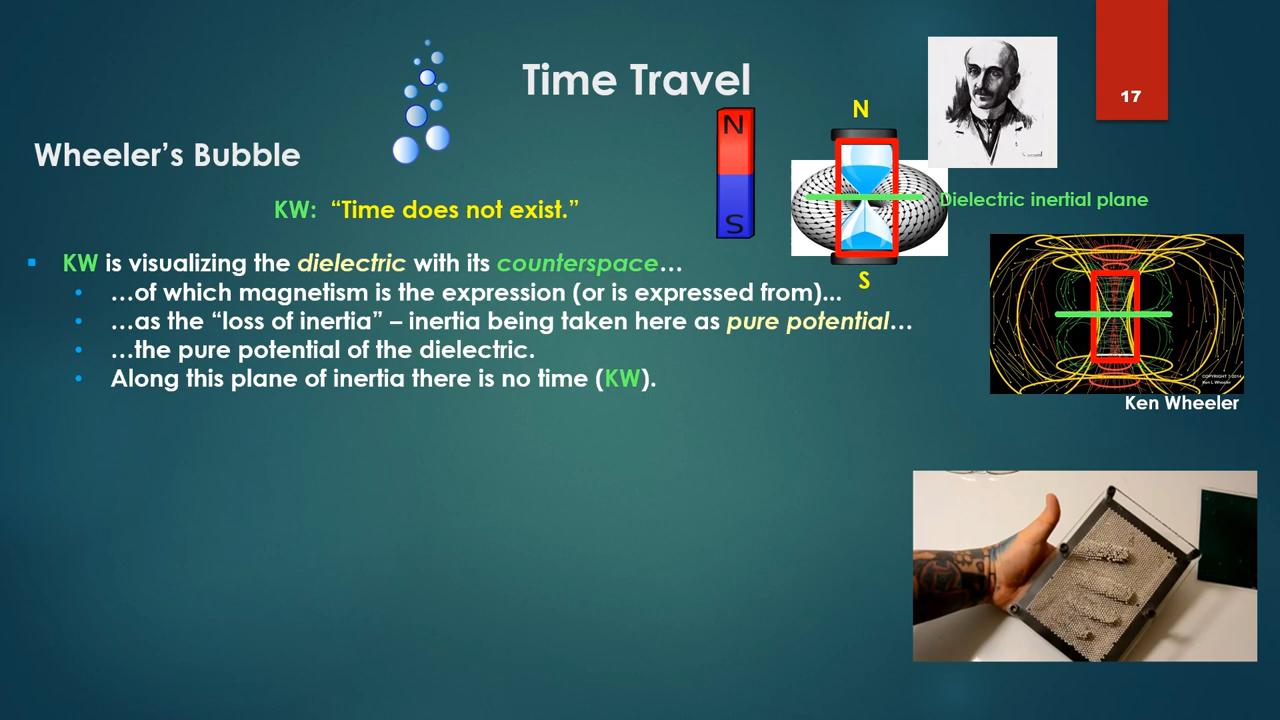 Time Travel
17
Wheeler's Bubble
KW: “Time does not exist.”
N
S
N
S
Dielectric inertial plane
▪ KW is visualizing the dielectric with its counterspace…
• …of which magnetism is the expression (or is expressed from)...
• …as the “loss of inertia” – inertia being taken here as pure potential…
• …the pure potential of the dielectric.
• Along this plane of inertia there is no time (KW).
Ken Wheeler